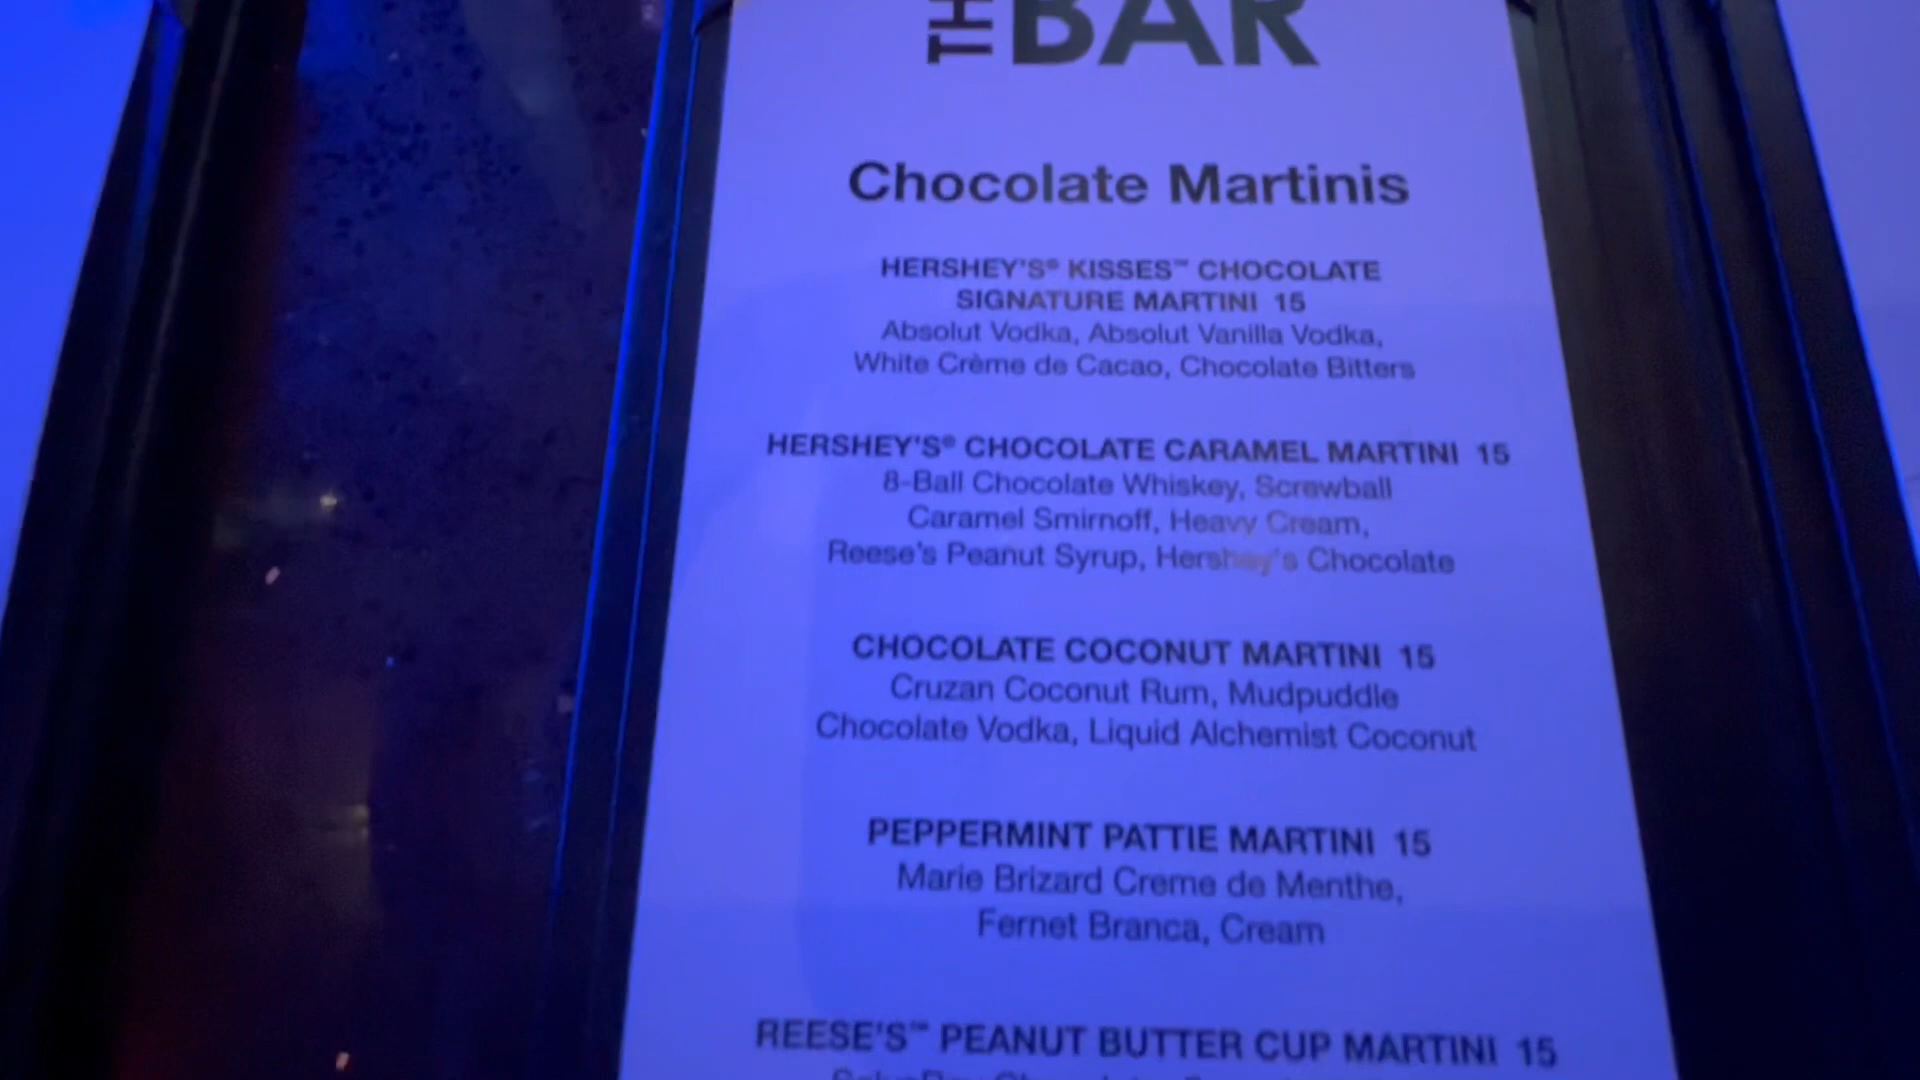 THE BAR
Chocolate Martinis
HERSHEY'S® KISSES™ CHOCOLATE
SIGNATURE MARTINI 15
Absolut Vodka, Absolut Vanilla Vodka,
White Crème de Cacao, Chocolate Bitters
HERSHEY'S® CHOCOLATE CARAMEL MARTINI 15
8-Ball Chocolate Whiskey, Screwball
Caramel Smirnoff, Heavy Cream,
Reese's Peanut Syrup, Hershey's Chocolate
CHOCOLATE COCONUT MARTINI 15
Cruzan Coconut Rum, Mudpuddle
Chocolate Vodka, Liquid Alchemist Coconut
PEPPERMINT PATTIE MARTINI 15
Marie Brizard Creme de Menthe,
Fernet Branca, Cream
REESE'S™ PEANUT BUTTER CUP MARTINI 15